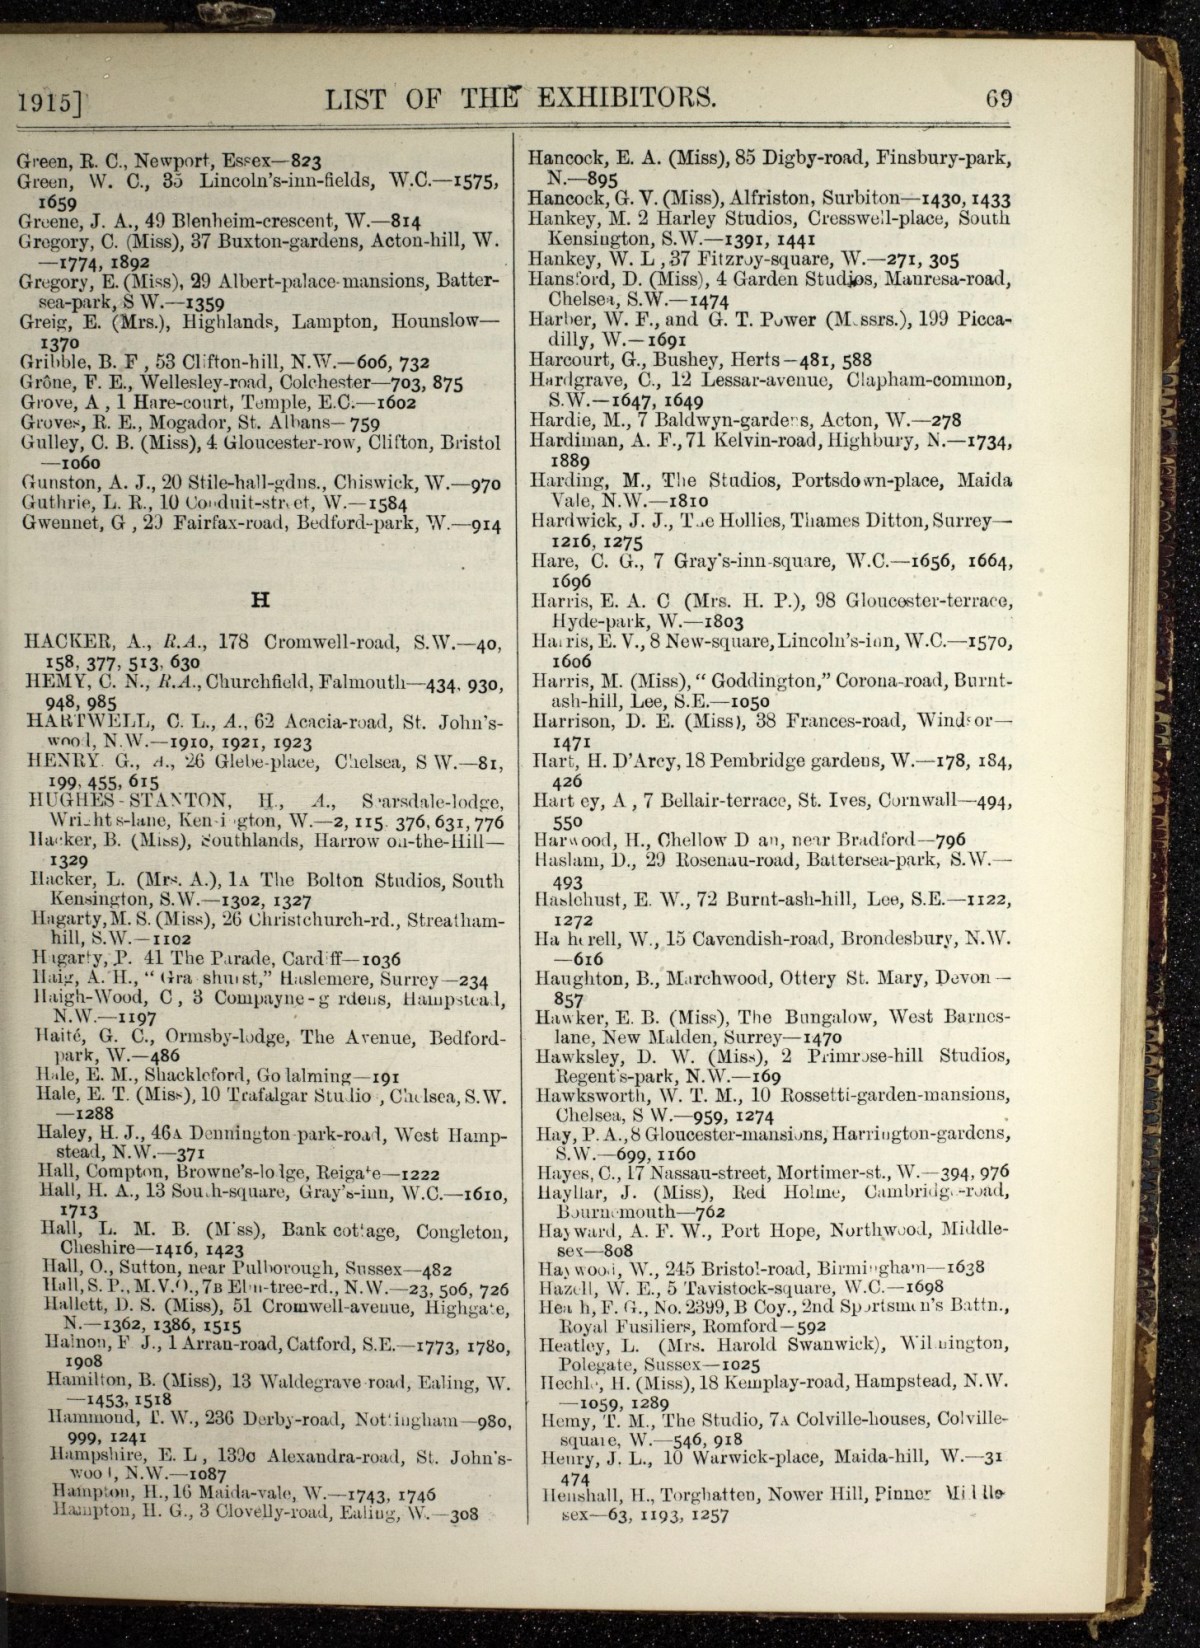 1915]
LIST OF THE EXHIBITORS.
69
Green, R. C., Newport, Essex—823
Green, W. C., 35 Lincoln's-inn-fields, W.C.—1575,
1659
Greene, J. A., 49 Blenheim-crescent, W.—814
Gregory, C. (Miss), 37 Buxton-gardens, Acton-hill, W.
—1774, 1892
Gregory, E. (Miss), 29 Albert-palace-mansions, Batter-
sea-park, S W.—1359
Greig, E. (Mrs.), Highlands, Lampton, Hounslow—
1370
Gribble, B. F , 53 Clifton-hill, N.W.—606, 732
Grône, F. E., Wellesley-road, Colchester—703, 875
Grove, A , 1 Hare-court, Temple, E.C.—1602
Groves, R. E., Mogador, St. Albans—759
Gulley, C. B. (Miss), 4 Gloucester-row, Clifton, Bristol
—1060
Gunston, A. J., 20 Stile-hall-gdns., Chiswick, W.—970
Guthrie, L. R., 10 Conduit-street, W.—1584
Gwennet, G , 29 Fairfax-road, Bedford-park, W.—914
H
HACKER, A., R.A., 178 Cromwell-road, S.W.—40,
158, 377, 513, 630
HEMY, C. N., R.A., Churchfield, Falmouth—434, 930,
948, 985
HARTWELL, C. L., A., 62 Acacia-road, St. John's-
wood, N.W.—1910, 1921, 1923
HENRY. G., A., 26 Glebe-place, Chelsea, S W.—81,
199, 455, 615
HUGHES-STANTON, H., A., Scarsdale-lodge,
Wrights-lane, Kensington, W.—2, 115, 376, 631, 776
Hacker, B. (Miss), Southlands, Harrow on-the-Hill—
1329
Hacker, L. (Mrs. A.), 1A The Bolton Studios, South
Kensington, S.W.—1302, 1327
Hagarty, M. S. (Miss), 26 Christchurch-rd., Streatham-
hill, S.W.—1102
Hagarty, P. 41 The Parade, Cardiff—1036
Haig, A. H., " Grayshurst," Haslemere, Surrey—234
Haigh-Wood, C , 3 Compayne-gardens, Hampstead,
N.W.—1197
Haité, G. C., Ormsby-lodge, The Avenue, Bedford-
park, W.—486
Hale, E. M., Shackleford, Godalming—191
Hale, E. T. (Miss), 10 Trafalgar Studios, Chelsea, S.W.
—1288
Haley, H. J., 46A Dennington-park-road, West Hamp-
stead, N.W.—371
Hall, Compton, Browne's-lodge, Reigate—1222
Hall, H. A., 13 South-square, Gray's-inn, W.C.—1610,
1713
Hall, L. M. B. (Miss), Bank cottage, Congleton,
Cheshire—1416, 1423
Hall, O., Sutton, near Pulborough, Sussex—482
Hall, S. P., M.V.O., 7B Elm-tree-rd., N.W.—23, 506, 726
Hallett, D. S. (Miss), 51 Cromwell-avenue, Highgate,
N.—1362, 1386, 1515
Halnon, F J., 1 Arran-road, Catford, S.E.—1773, 1780,
1908
Hamilton, B. (Miss), 13 Waldegrave road, Ealing, W.
—1453, 1518
Hammond, T. W., 236 Derby-road, Nottingham—980,
999, 1241
Hampshire, E. L , 139c Alexandra-road, St. John's-
wood, N.W.—1087
Hampton, H., 16 Maida-vale, W.—1743, 1746
Hampton, H. G., 3 Clovelly-road, Ealing, W.—308
Hancock, E. A. (Miss), 85 Digby-road, Finsbury-park,
N.—895
Hancock, G. V. (Miss), Alfriston, Surbiton—1430, 1433
Hankey, M. 2 Harley Studios, Cresswell-place, South
Kensington, S.W.—1391, 1441
Hankey, W. L ,37 Fitzroy-square, W.—271, 305
Hansford, D. (Miss), 4 Garden Studios, Manresa-road,
Chelsea, S.W.—1474
Harber, W. F., and G. T. Power (Messrs.), 199 Picca-
dilly, W.—1691
Harcourt, G., Bushey, Herts—481, 588
Hardgrave, C., 12 Lessar-avenue, Clapham-common,
S.W.—1647, 1649
Hardie, M., 7 Baldwyn-gardens, Acton, W.—278
Hardiman, A. F., 71 Kelvin-road, Highbury, N.—1734,
1889
Harding, M., The Studios, Portsdown-place, Maida
Vale, N.W.—1810
Hardwick, J. J., The Hollies, Thames Ditton, Surrey—
1216, 1275
Hare, C. G., 7 Gray's-inn-square, W.C.—1656, 1664,
1696
Harris, E. A. C (Mrs. H. P.), 98 Gloucester-terrace,
Hyde-park, W.—1803
Harris, E. V., 8 New-square, Lincoln's-inn, W.C.—1570,
1606
Harris, M. (Miss), " Goddington," Corona-road, Burnt-
ash-hill, Lee, S.E.—1050
Harrison, D. E. (Miss), 38 Frances-road, Windsor—
1471
Hart, H. D'Arcy, 18 Pembridge gardens, W.—178, 184,
426
Hartley, A , 7 Bellair-terrace, St. Ives, Cornwall—494,
550
Harwood, H., Chellow Dean, near Bradford—796
Haslam, D., 29 Rosenau-road, Battersea-park, S.W.—
493
Haslehust, E. W., 72 Burnt-ash-hill, Lee, S.E.—1122,
1272
Hatherell, W., 15 Cavendish-road, Brondesbury, N.W.
—616
Haughton, B., Marchwood, Ottery St. Mary, Devon—
857
Hawker, E. B. (Miss), The Bungalow, West Barnes-
lane, New Malden, Surrey—1470
Hawksley, D. W. (Miss), 2 Primrose-hill Studios,
Regent's-park, N.W.—169
Hawksworth, W. T. M., 10 Rossetti-garden-mansions,
Chelsea, S W.—959, 1274
Hay, P. A., 8 Gloucester-mansions, Harrington-gardens,
S.W.—699, 1160
Hayes, C., 17 Nassau-street, Mortimer-st., W.—394, 976
Hayllar, J. (Miss), Red Holme, Cambridge-road,
Bournemouth—762
Hayward, A. F. W., Port Hope, Northwood, Middle-
sex—808
Haywood, W., 245 Bristol-road, Birmingham—1638
Hazell, W. E., 5 Tavistock-square, W.C.—1698
Heath, F. G., No. 2399, B Coy., 2nd Sportsmen's Battn.,
Royal Fusiliers, Romford—592
Heatley, L. (Mrs. Harold Swanwick), Wilmington,
Polegate, Sussex—1025
Hechle, H. (Miss), 18 Kemplay-road, Hampstead, N.W.
—1059, 1289
Hemy, T. M., The Studio, 7A Colville-houses, Colville-
square, W.—546, 918
Henry, J. L., 10 Warwick-place, Maida-hill, W.—31
474
Henshall, H., Torghatten, Nower Hill, Pinner Middle
sex—63, 1193, 1257